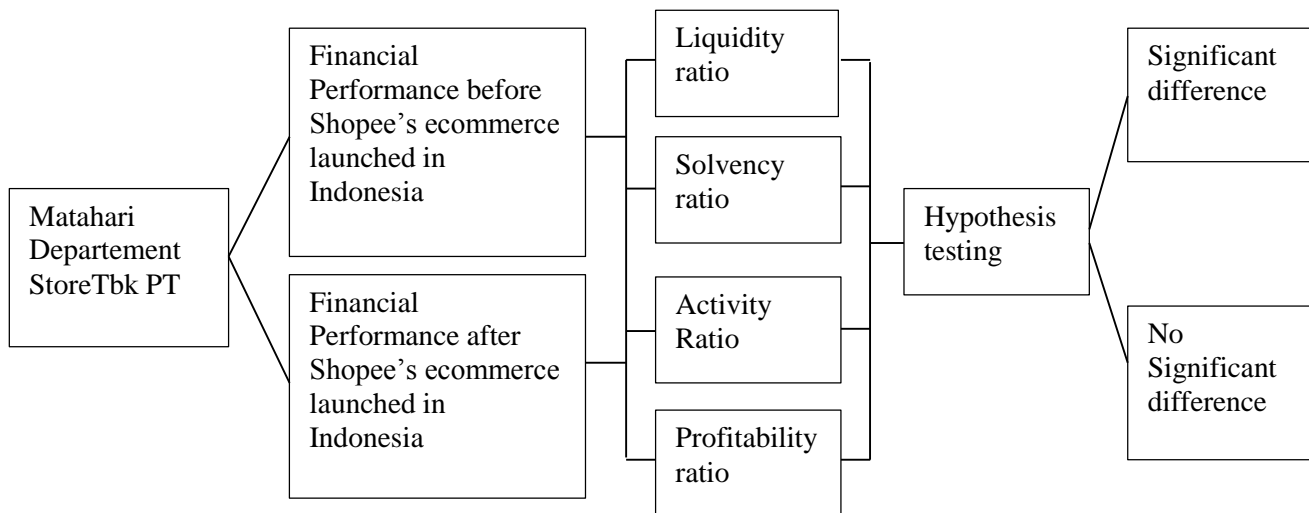 Matahari
Departement
StoreTbk PT
Financial
Performance before
Shopee’s ecommerce
launched in
Indonesia
Financial
Performance after
Shopee’s ecommerce
launched in
Indonesia
Liquidity
ratio
Solvency
ratio
Activity
Ratio
Profitability
ratio
Hypothesis
testing
Significant
difference
No
Significant
difference